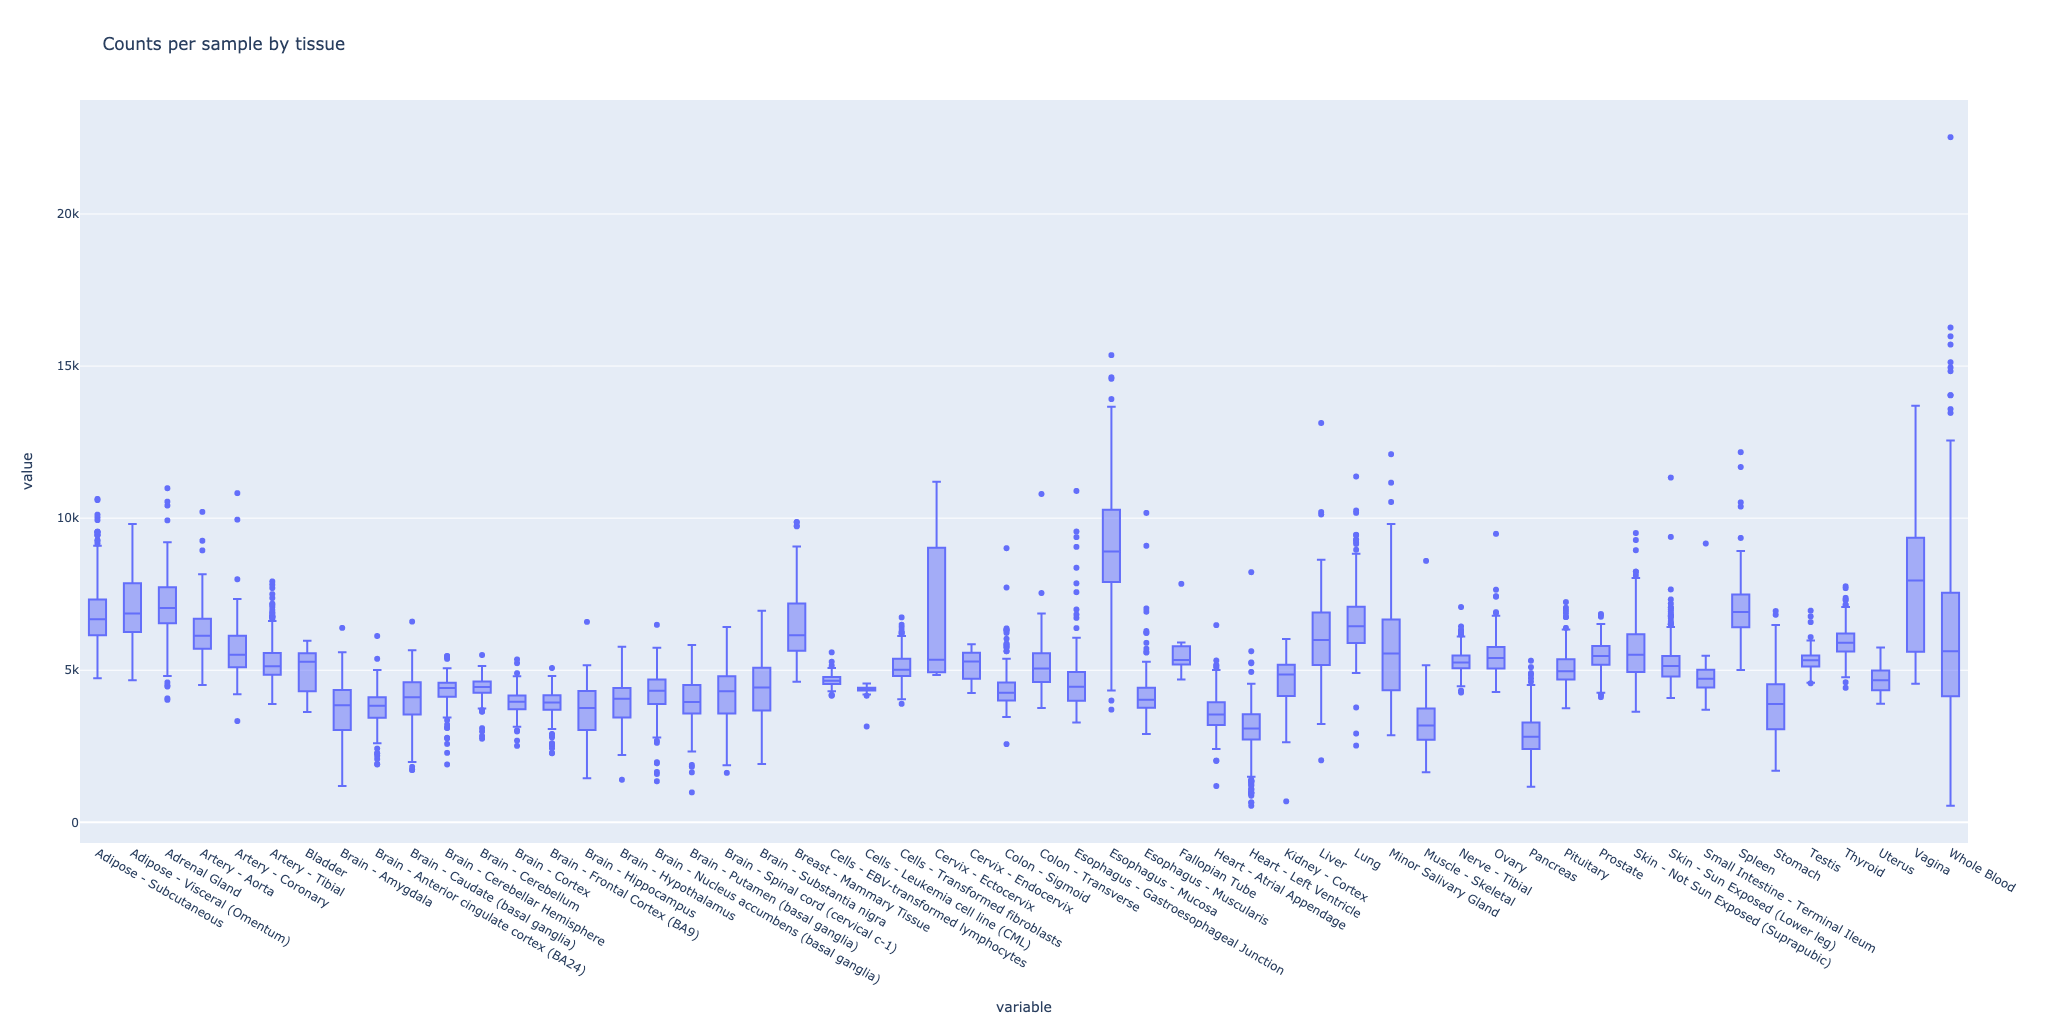 Counts per sample by tissue
20k
15k
10k
5k
0
value
Adipose - Subcutaneous
Adipose - Visceral (Omentum)
Adrenal Gland
Artery - Aorta
Artery - Coronary
Artery - Tibial
Bladder
Brain - Amygdala
Brain - Anterior cingulate cortex (BA24)
Brain - Caudate (basal ganglia)
Brain - Cerebellar Hemisphere
Brain - Cerebellum
Brain - Cortex
Brain - Frontal Cortex (BA9)
Brain - Hippocampus
Brain - Hypothalamus
Brain - Nucleus accumbens (basal ganglia)
Brain - Putamen (basal ganglia)
Brain - Spinal cord (cervical c-1)
Brain - Substantia nigra
Breast - Mammary Tissue
Cells - EBV-transformed lymphocytes
Cells - Leukemia cell line (CML)
Cells - Transformed fibroblasts
Cervix - Ectocervix
Cervix - Endocervix
Colon - Sigmoid
Colon - Transverse
Esophagus - Gastroesophageal Junction
Esophagus - Mucosa
Esophagus - Muscularis
Fallopian Tube
Heart - Atrial Appendage
Heart - Left Ventricle
Kidney - Cortex
Liver
Lung
Minor Salivary Gland
Muscle - Skeletal
Nerve - Tibial
Ovary
Pancreas
Pituitary
Prostate
Skin - Not Sun Exposed (Suprapubic)
Skin - Sun Exposed (Lower leg)
Small Intestine - Terminal Ileum
Spleen
Stomach
Testis
Thyroid
Uterus
Vagina
Whole Blood
variable